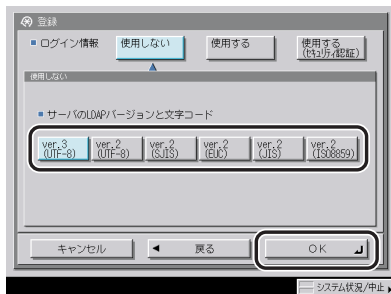 登録
ログイン情報
使用しない
使用する
使用する
(セキュリティ認証)
使用しない
サーバのLDAPバージョンと文字コード
ver.3
(UTF-8)
ver.2
(UTF-8)
ver.2
(SJIS)
ver.2
(EUC)
ver.2
(JIS)
ver.2
(ISO8859)
キャンセル
戻る
OK
システム状況/中止